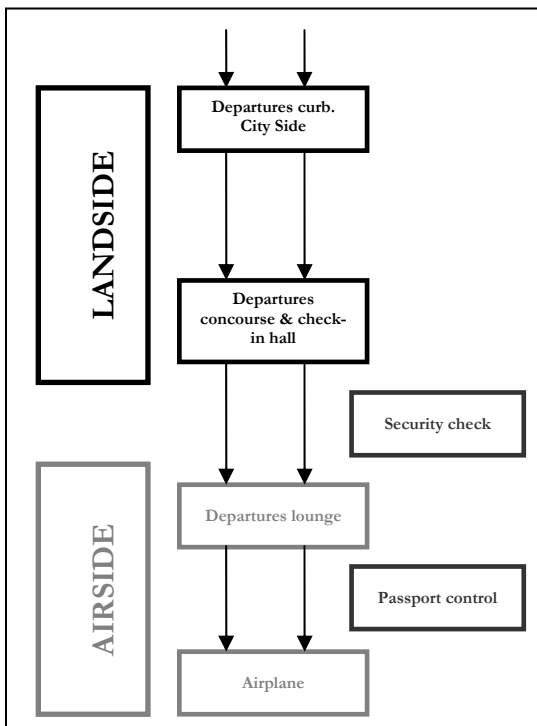 LANDSIDE
Departures curb.
City Side
Departures
concourse & check-
in hall
Security check
AIRSIDE
Departures lounge
Passport control
Airplane